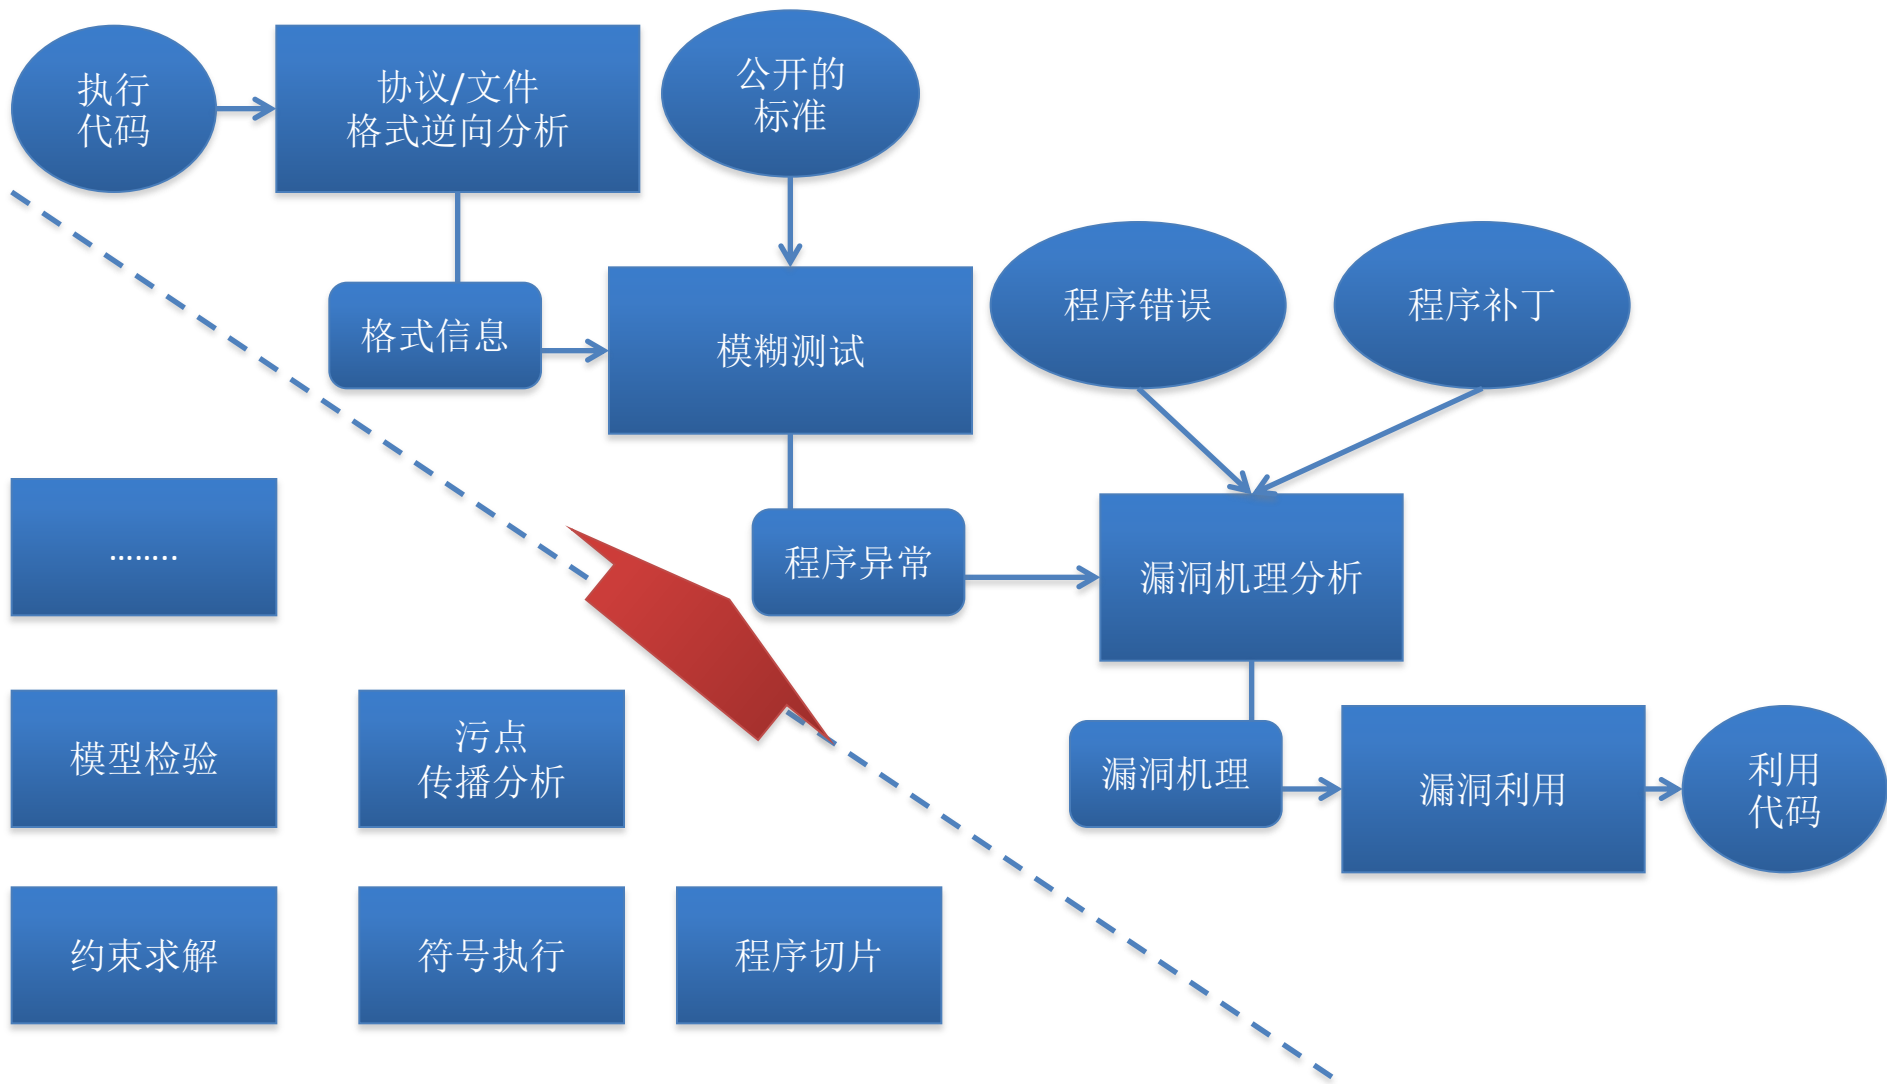 执行
代码
协议/文件
格式逆向分析
公开的
标准
格式信息
模糊测试
程序错误
程序补丁
........
程序异常
漏洞机理分析
模型检验
污点
传播分析
漏洞机理
漏洞利用
利用
代码
约束求解
符号执行
程序切片